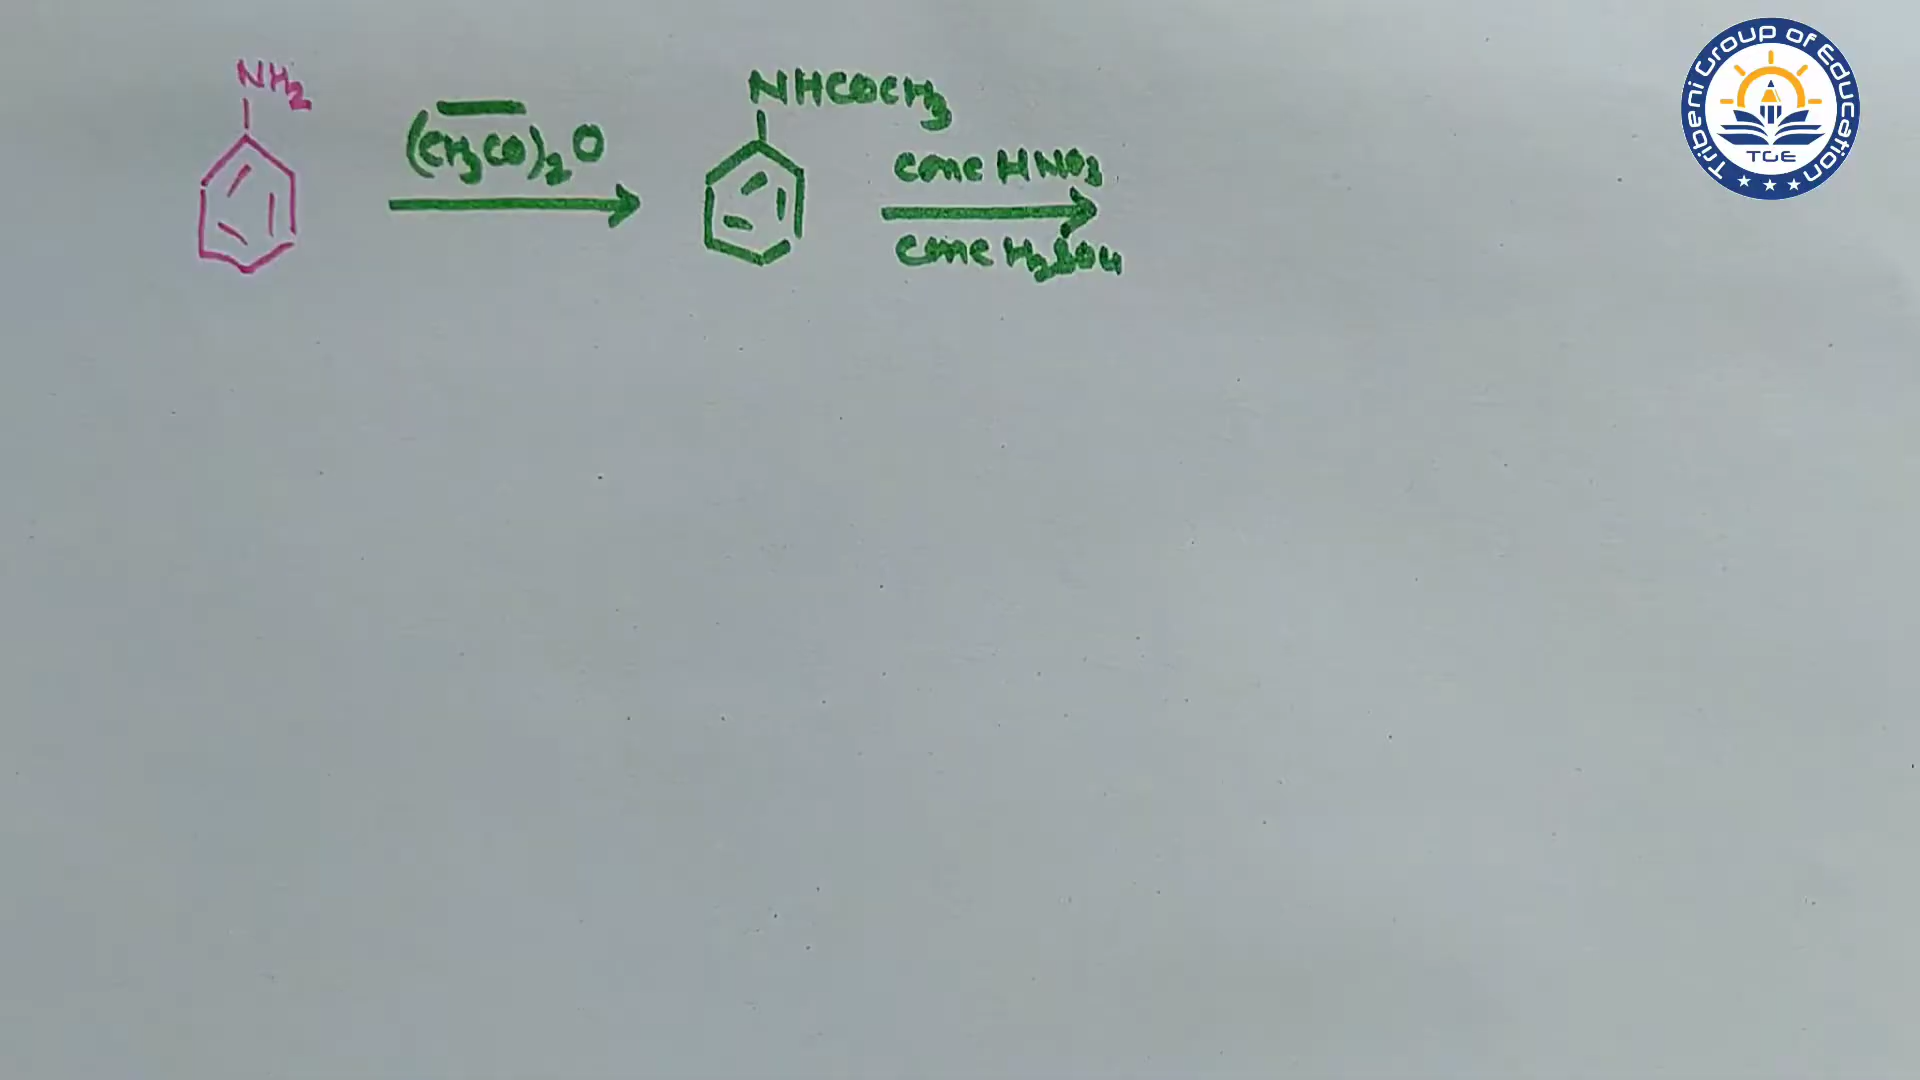 NH2
(CH3CO)2O
NHCOCH3
conc HNO3
conc H2SO4
Tribeni Group of Education
TGE